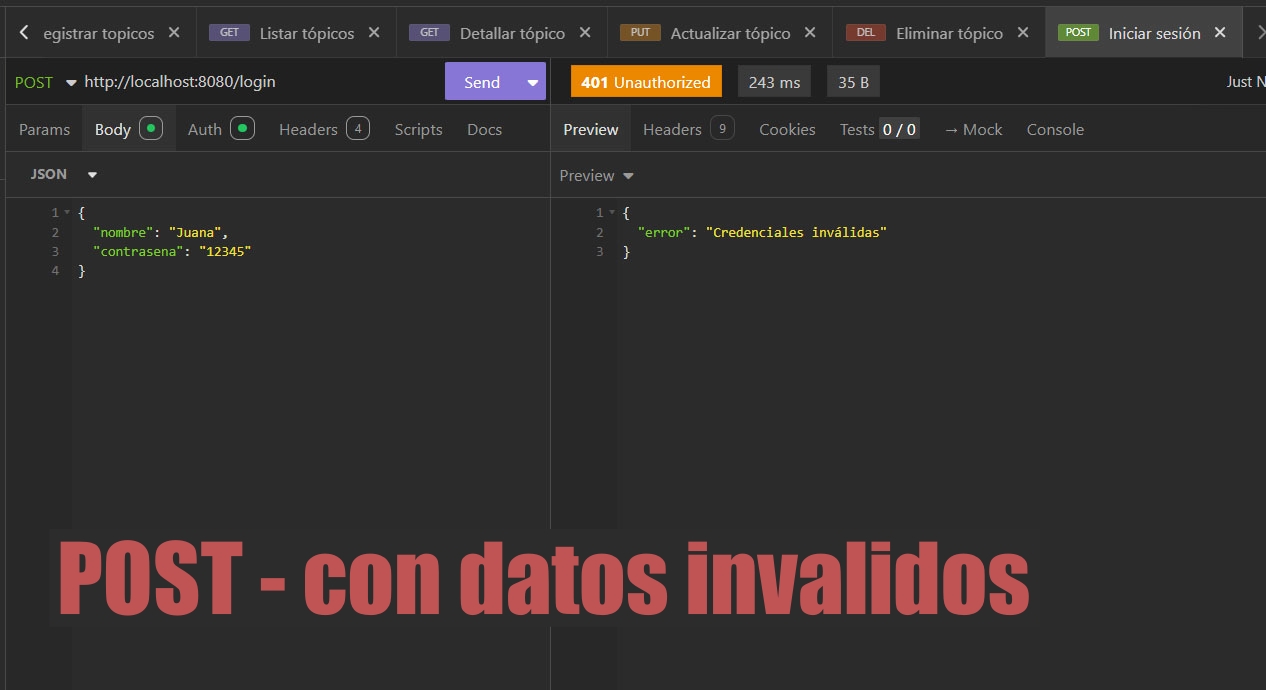 egistrar topicos
GET Listar tópicos
GET Detallar tópico
PUT Actualizar tópico
DEL Eliminar tópico
POST Iniciar sesión
POST http://localhost:8080/login Send
401 Unauthorized 243 ms 35 B Just N
Params Body Auth Headers 4 Scripts Docs
Preview Headers 9 Cookies Tests 0 / 0 → Mock Console
JSON
Preview
1 {
2 "nombre": "Juana",
3 "contrasena": "12345"
4 }
1 {
2 "error": "Credenciales inválidas"
3 }
POST - con datos invalidos